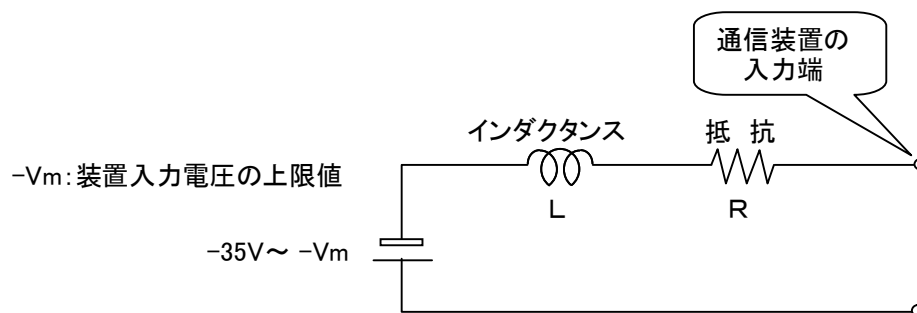 通信装置の
入力端
インダクタンス
抵 抗
-Vm:装置入力電圧の上限値
L
R
-35V~ -Vm